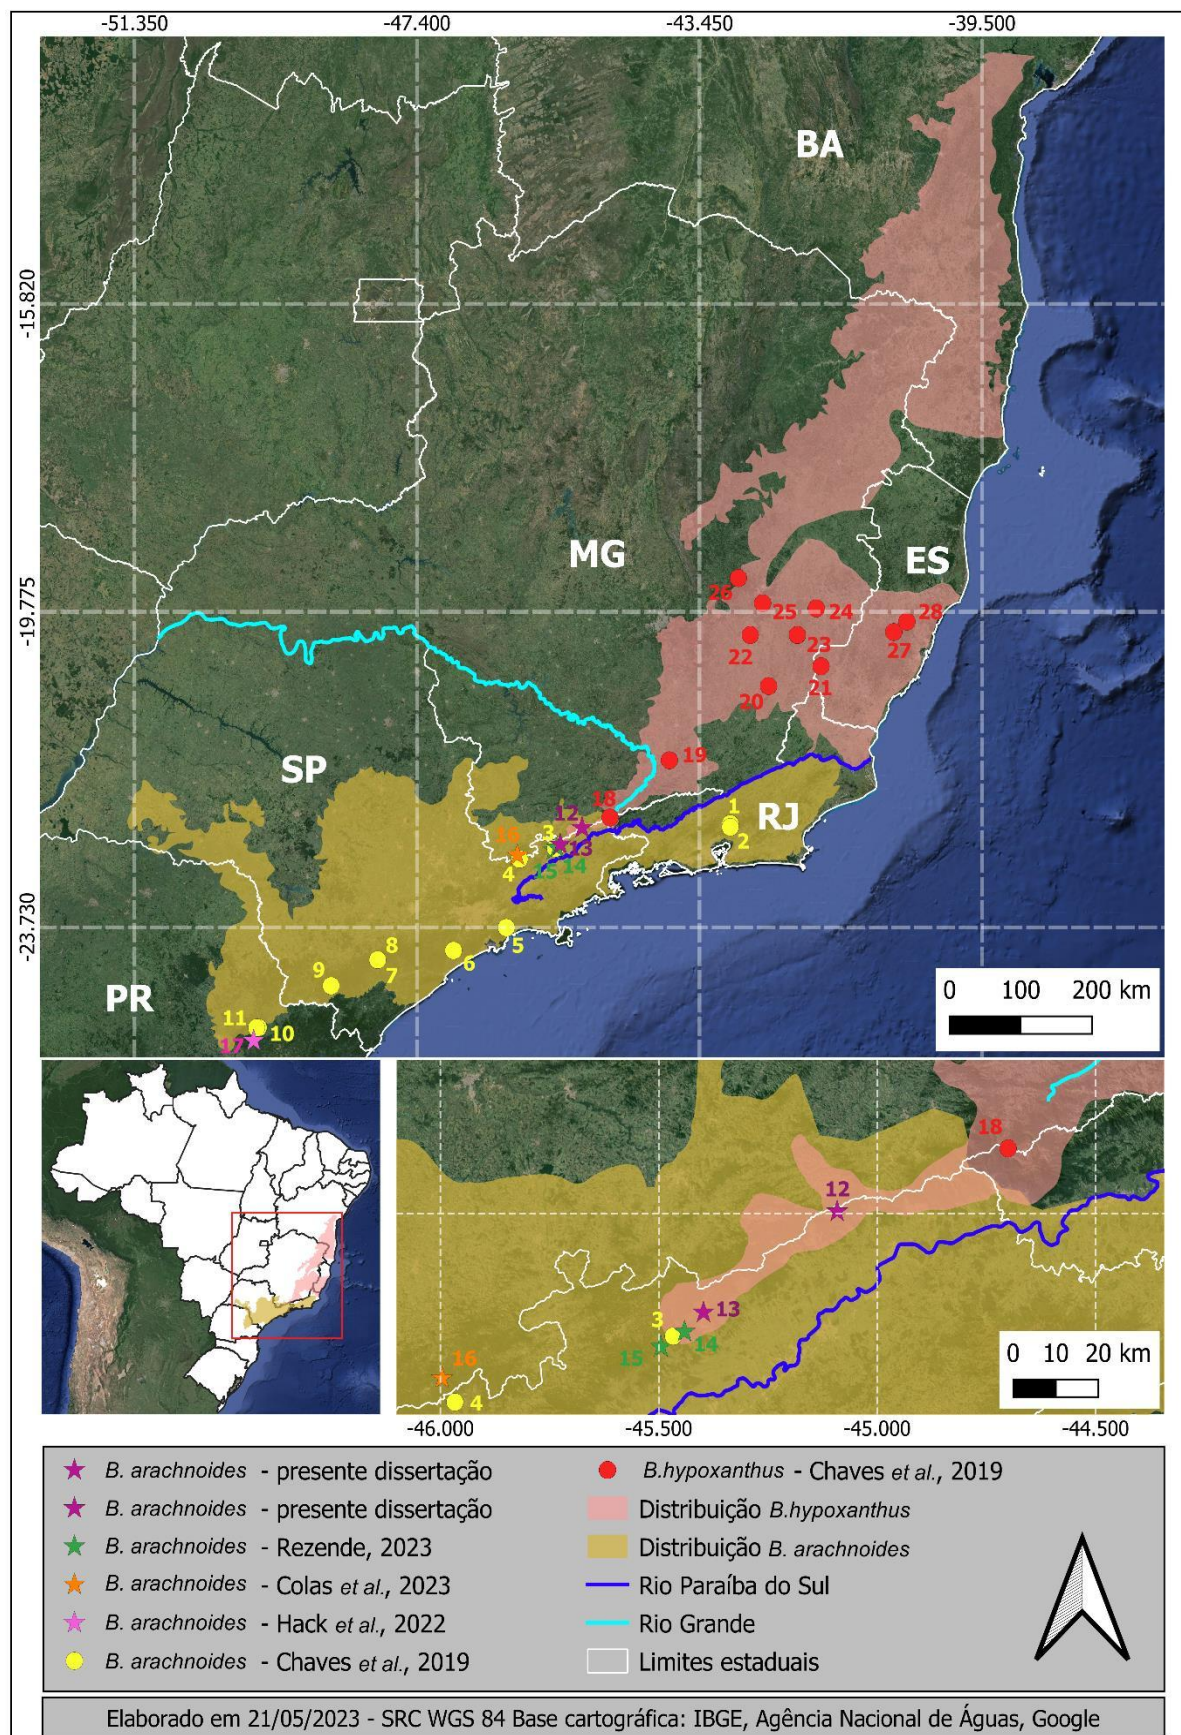 -51.350 -47.400 -43.450 -39.500
BA
-15.820
MG
ES
-19.775
26
25
24
28
27
22
23
21
20
SP
19
18
RJ
1
2
12
3
13
16
15
14
4
-23.730
5
8
6
7
9
PR
11
10
17
0 100 200 km
18
12
13
3
14
15
16
4
0 10 20 km
-46.000 -45.500 -45.000 -44.500
B. arachnoides - presente dissertação
B. arachnoides - presente dissertação
B. arachnoides - Rezende, 2023
B. arachnoides - Colas et al., 2023
B. arachnoides - Hack et al., 2022
B. arachnoides - Chaves et al., 2019
B.hypoxanthus - Chaves et al., 2019
Distribuição B.hypoxanthus
Distribuição B. arachnoides
Rio Paraíba do Sul
Rio Grande
Limites estaduais
Elaborado em 21/05/2023 - SRC WGS 84 Base cartográfica: IBGE, Agência Nacional de Águas, Google